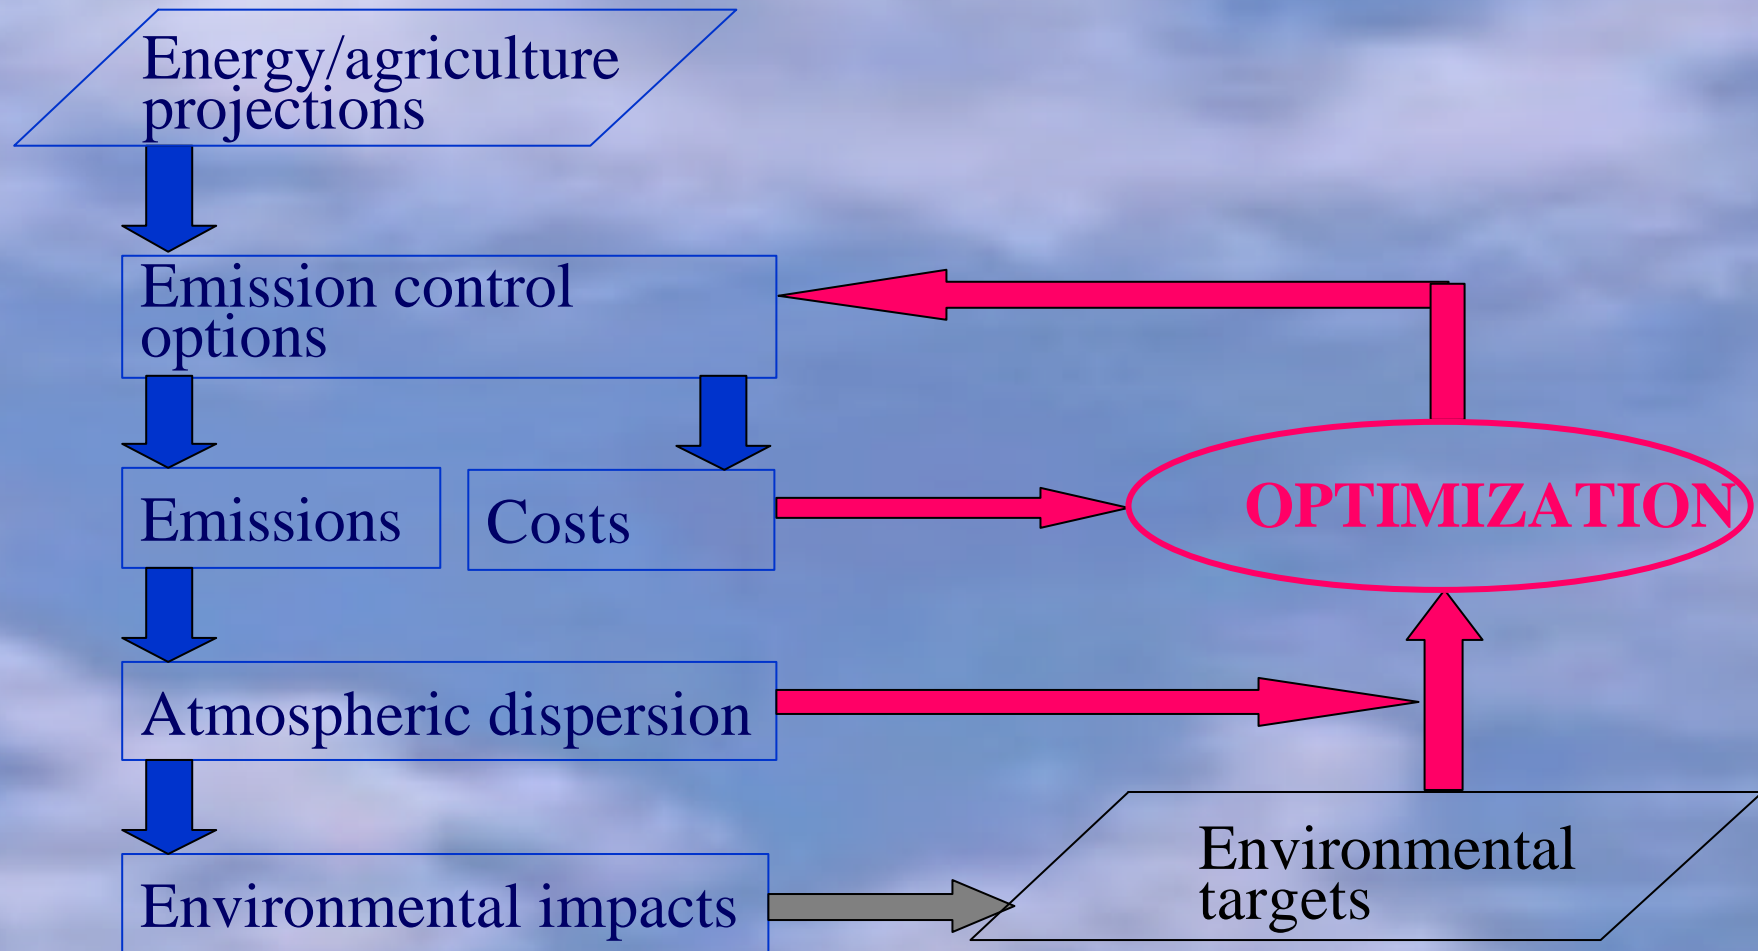 Energy/agriculture
projections
Emission control
options
Emissions
Costs
OPTIMIZATION
Atmospheric dispersion
Environmental impacts
Environmental
targets